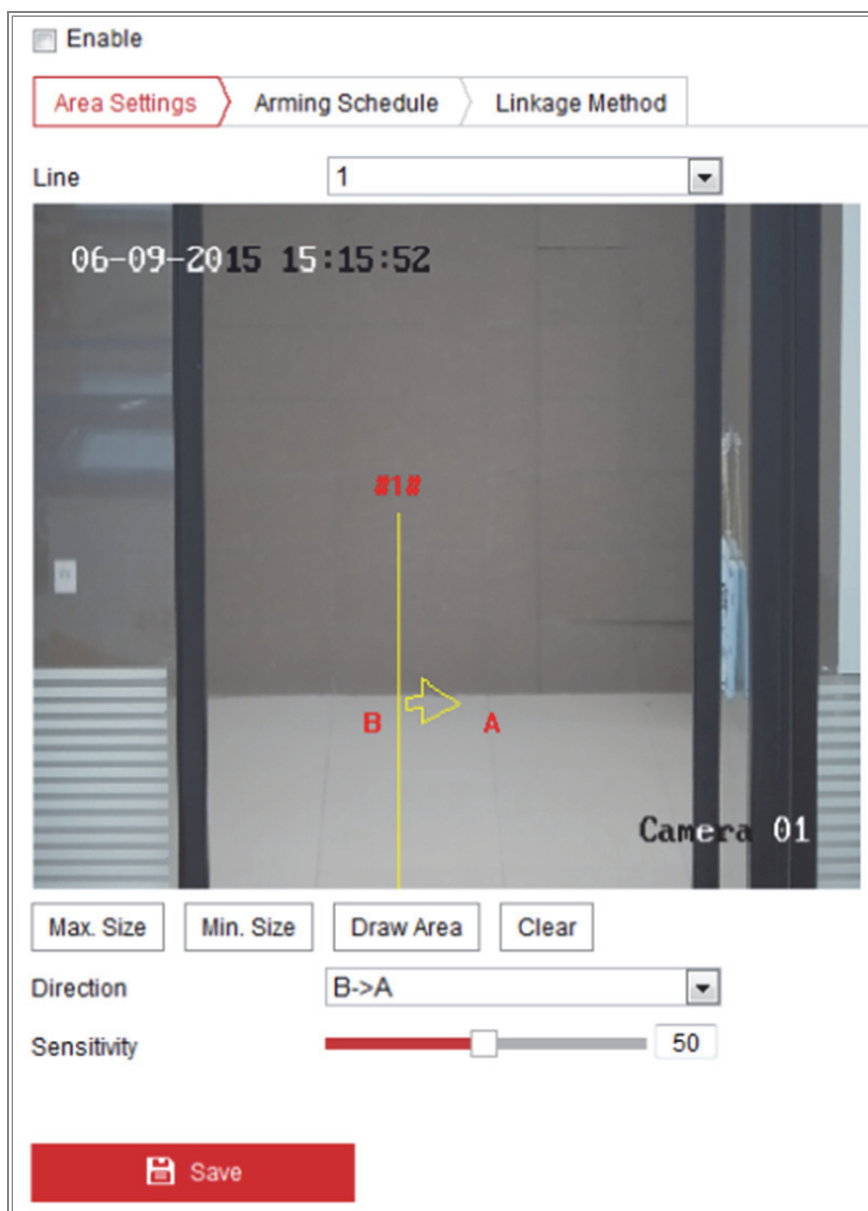 Enable
Area Settings Arming Schedule Linkage Method
Line 1
06-09-2015 15:15:52
#1#
B A
Camera 01
Max. Size Min. Size Draw Area Clear
Direction B->A
Sensitivity 50
Save